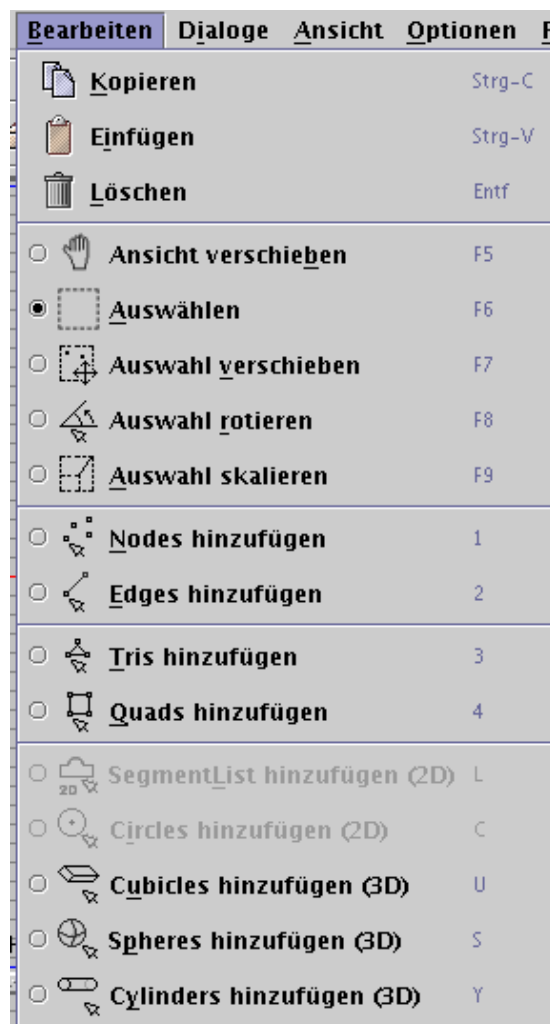 Bearbeiten Dialoge Ansicht Optionen
Kopieren Strg-C
Einfügen Strg-V
Löschen Entf
Ansicht verschieben F5
Auswählen F6
Auswahl verschieben F7
Auswahl rotieren F8
Auswahl skalieren F9
Nodes hinzufügen 1
Edges hinzufügen 2
Tris hinzufügen 3
Quads hinzufügen 4
2D SegmentList hinzufügen (2D) L
Circles hinzufügen (2D) C
Cubicles hinzufügen (3D) U
Spheres hinzufügen (3D) S
Cylinders hinzufügen (3D) Y